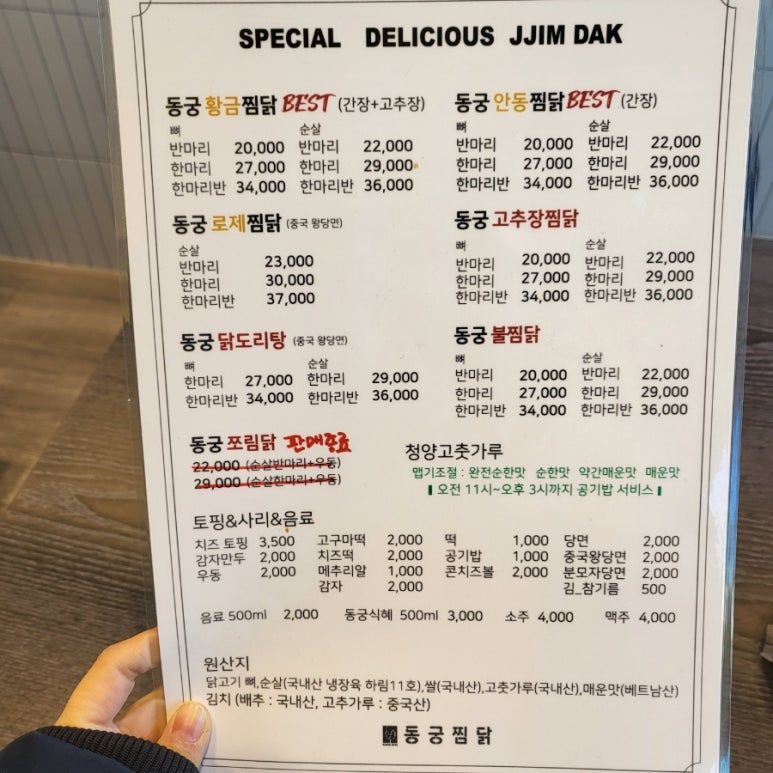 SPECIAL DELICIOUS JJIM DAK
동궁 황금찜닭 BEST (간장+고추장)
뼈 순살
반마리 20,000 반마리 22,000
한마리 27,000 한마리 29,000
한마리반 34,000 한마리반 36,000
동궁 안동찜닭 BEST (간장)
뼈 순살
반마리 20,000 반마리 22,000
한마리 27,000 한마리 29,000
한마리반 34,000 한마리반 36,000
동궁 로제찜닭 (중국 왕당면)
순살
반마리 23,000
한마리 30,000
한마리반 37,000
동궁 고추장찜닭
뼈 순살
반마리 20,000 반마리 22,000
한마리 27,000 한마리 29,000
한마리반 34,000 한마리반 36,000
동궁 닭도리탕 (중국 왕당면)
뼈 순살
한마리 27,000 한마리 29,000
한마리반 34,000 한마리반 36,000
동궁 불찜닭
뼈 순살
반마리 20,000 반마리 22,000
한마리 27,000 한마리 29,000
한마리반 34,000 한마리반 36,000
동궁 쪼림닭 판매종료
22,000 (순살반마리+우동)
29,000 (순살한마리+우동)
청양고춧가루
맵기조절 : 완전순한맛 순한맛 약간매운맛 매운맛
오전 11시~오후 3시까지 공기밥 서비스
토핑&사리&음료
치즈 토핑 3,500 고구마떡 2,000 떡 1,000 당면 2,000
감자만두 2,000 치즈떡 2,000 공기밥 1,000 중국왕당면 2,000
우동 2,000 메추리알 1,000 콘치즈볼 2,000 분모자당면 2,000
감자 2,000 김_참기름 500
음료 500ml 2,000 동궁식혜 500ml 3,000 소주 4,000 맥주 4,000
원산지
닭고기 뼈,순살(국내산 냉장육 하림11호),쌀(국내산),고춧가루(국내산),매운맛(베트남산)
김치 (배추 : 국내산, 고추가루 : 중국산)
동궁찜닭